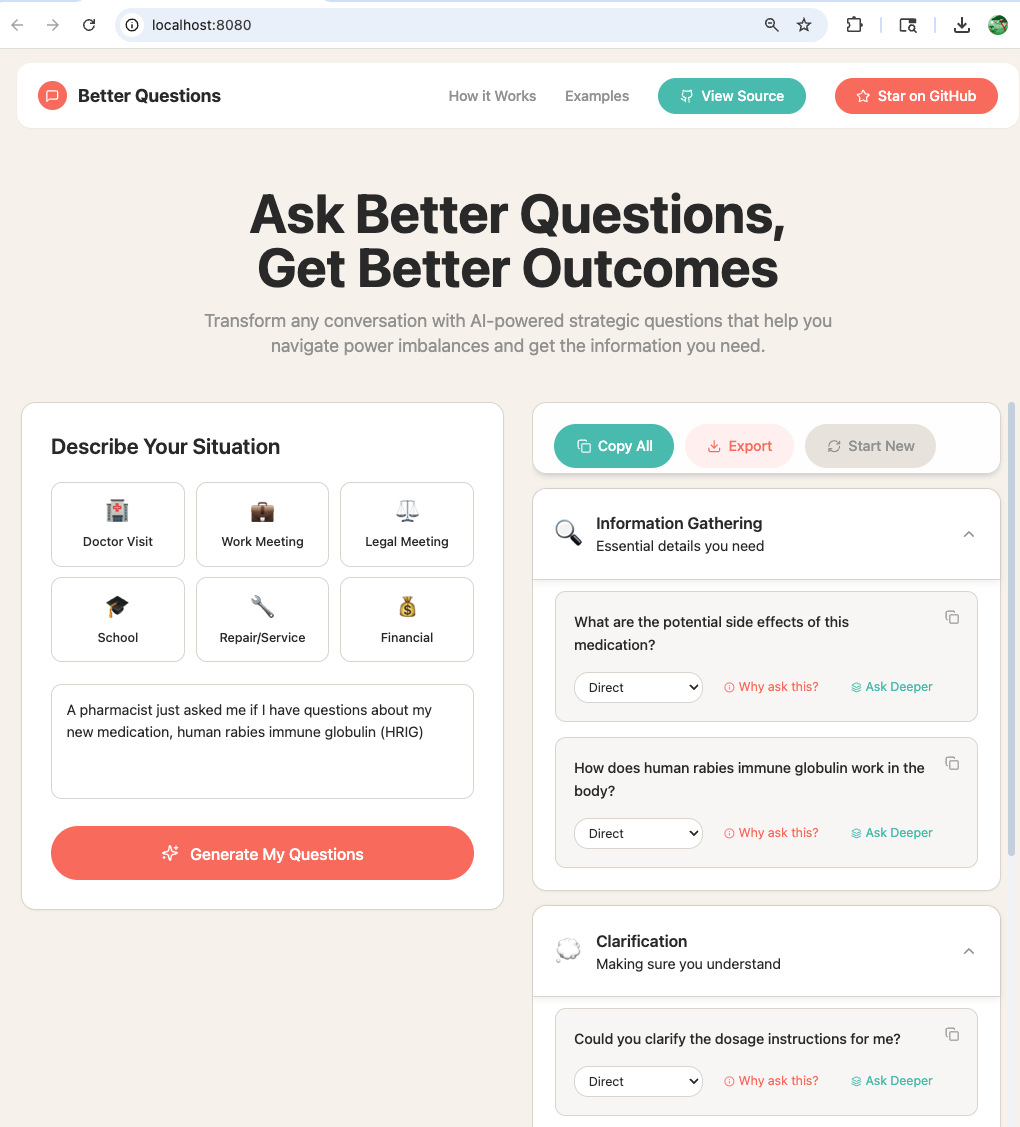 localhost:8080
Better Questions
How it Works
Examples
View Source
Star on GitHub
Ask Better Questions,
Get Better Outcomes
Transform any conversation with AI-powered strategic questions that help you
navigate power imbalances and get the information you need.
Describe Your Situation
Doctor Visit
Work Meeting
Legal Meeting
School
Repair/Service
Financial
A pharmacist just asked me if I have questions about my
new medication, human rabies immune globulin (HRIG)
Generate My Questions
Copy All
Export
Start New
Information Gathering
Essential details you need
What are the potential side effects of this
medication?
Direct
Why ask this?
Ask Deeper
How does human rabies immune globulin work in the
body?
Direct
Why ask this?
Ask Deeper
Clarification
Making sure you understand
Could you clarify the dosage instructions for me?
Direct
Why ask this?
Ask Deeper